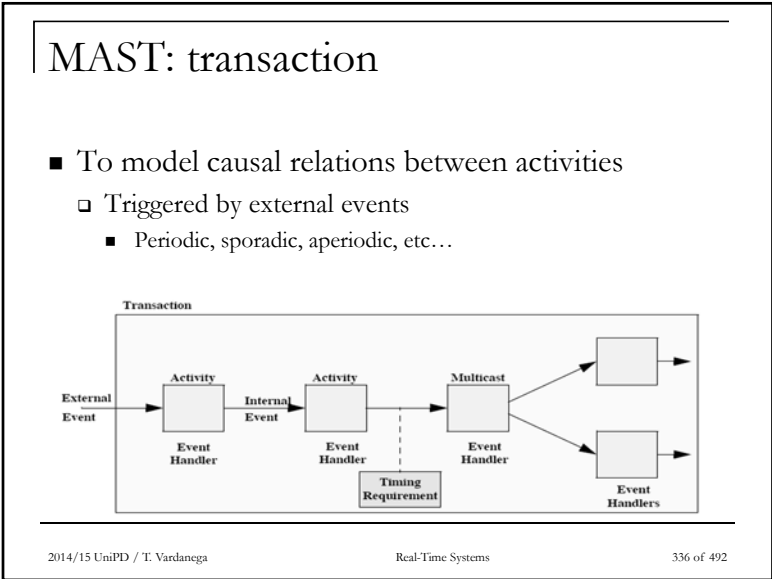 MAST: transaction
■ To model causal relations between activities
❑ Triggered by external events
■ Periodic, sporadic, aperiodic, etc…
Transaction
External
Event
Activity
Event
Handler
Internal
Event
Activity
Event
Handler
Timing
Requirement
Multicast
Event
Handler
Event
Handlers
2014/15 UniPD / T. Vardanega
Real-Time Systems
336 of 492